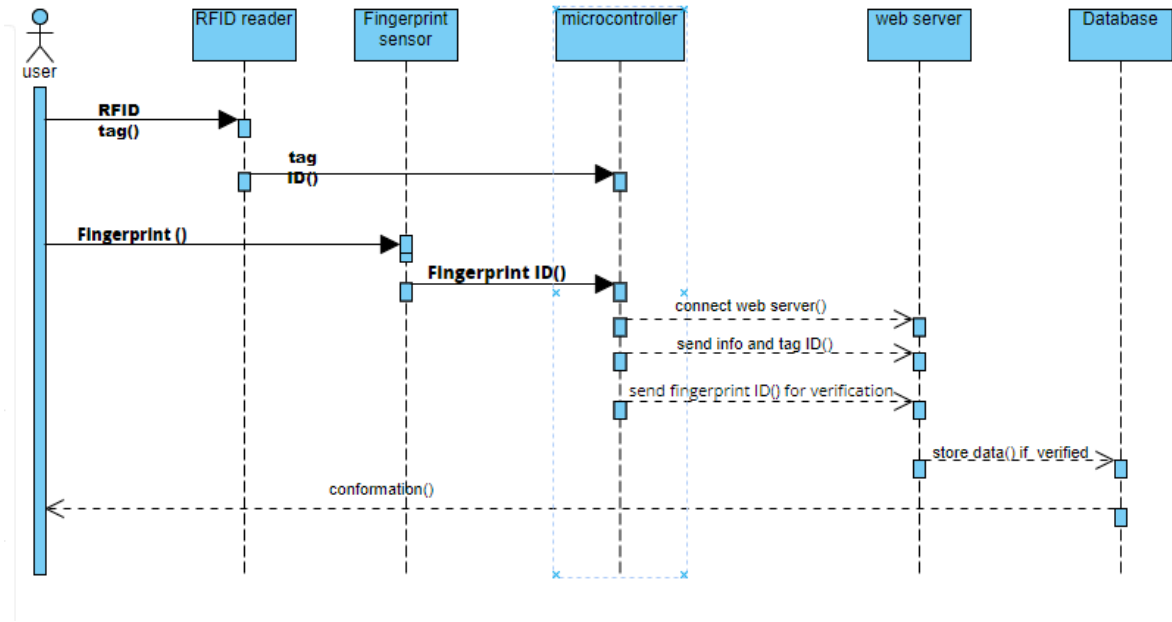 RFID reader
Fingerprint
sensor
microcontroller
web server
Database
user
RFID
tag()
tag
ID()
Fingerprint ()
Fingerprint ID()
connect web server()
send info and tag ID()
send fingerprint ID() for verification
store data() if verified
conformation()